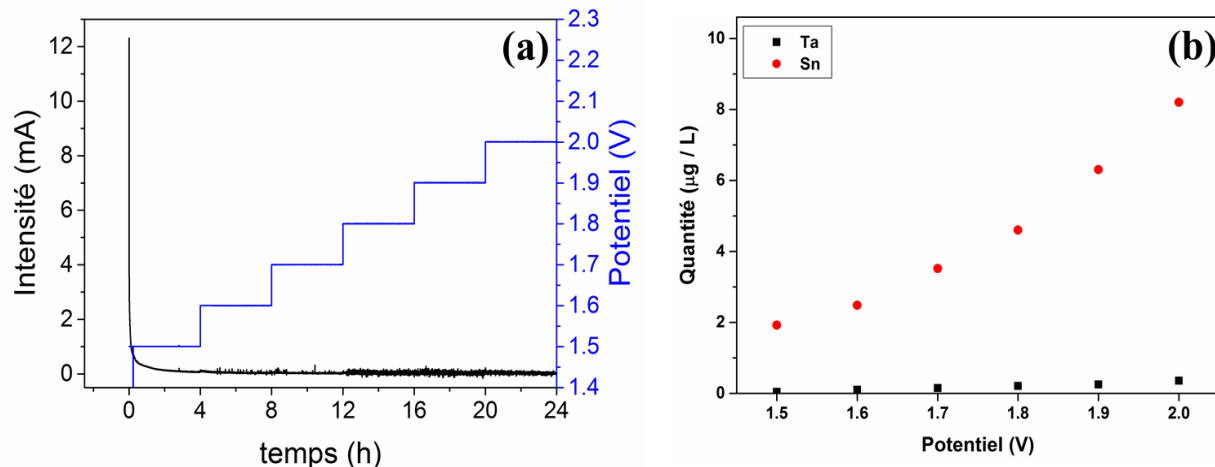 (a)
Intensité (mA)
12
10
8
6
4
2
0
0 4 8 12 16 20 24
temps (h)
2.3
2.2
2.1
2.0
1.9
1.8
1.7
1.6
1.5
1.4
Potentiel (V)
(b)
Ta
Sn
Quantité (µg / L)
10
8
6
4
2
0
1.5 1.6 1.7 1.8 1.9 2.0
Potentiel (V)